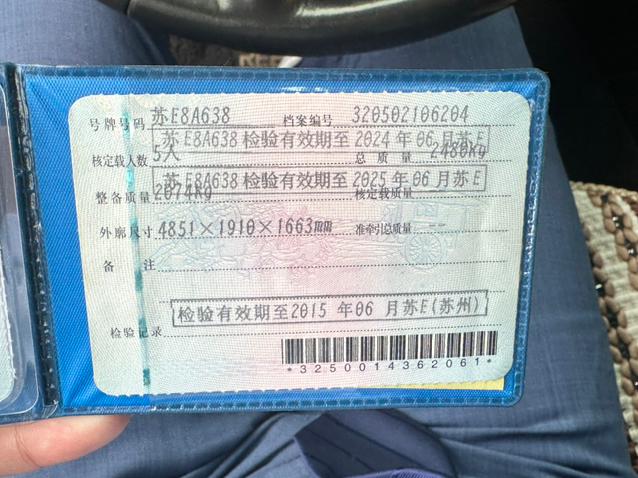 号牌号码 苏E8A638 档案编号 320502106204
苏E8A638 检验有效期至 2024 年 06 月苏E
核定载人数 5人 总质量 2480Kg
苏E8A638 检验有效期至 2025 年 06 月苏E
整备质量 2074Kg 核定载质量
外廓尺寸 4851×1910×1663mm 准牵引总质量 --
备注
检验有效期至2015 年06 月苏E(苏州)
检验记录
*3250014362061*